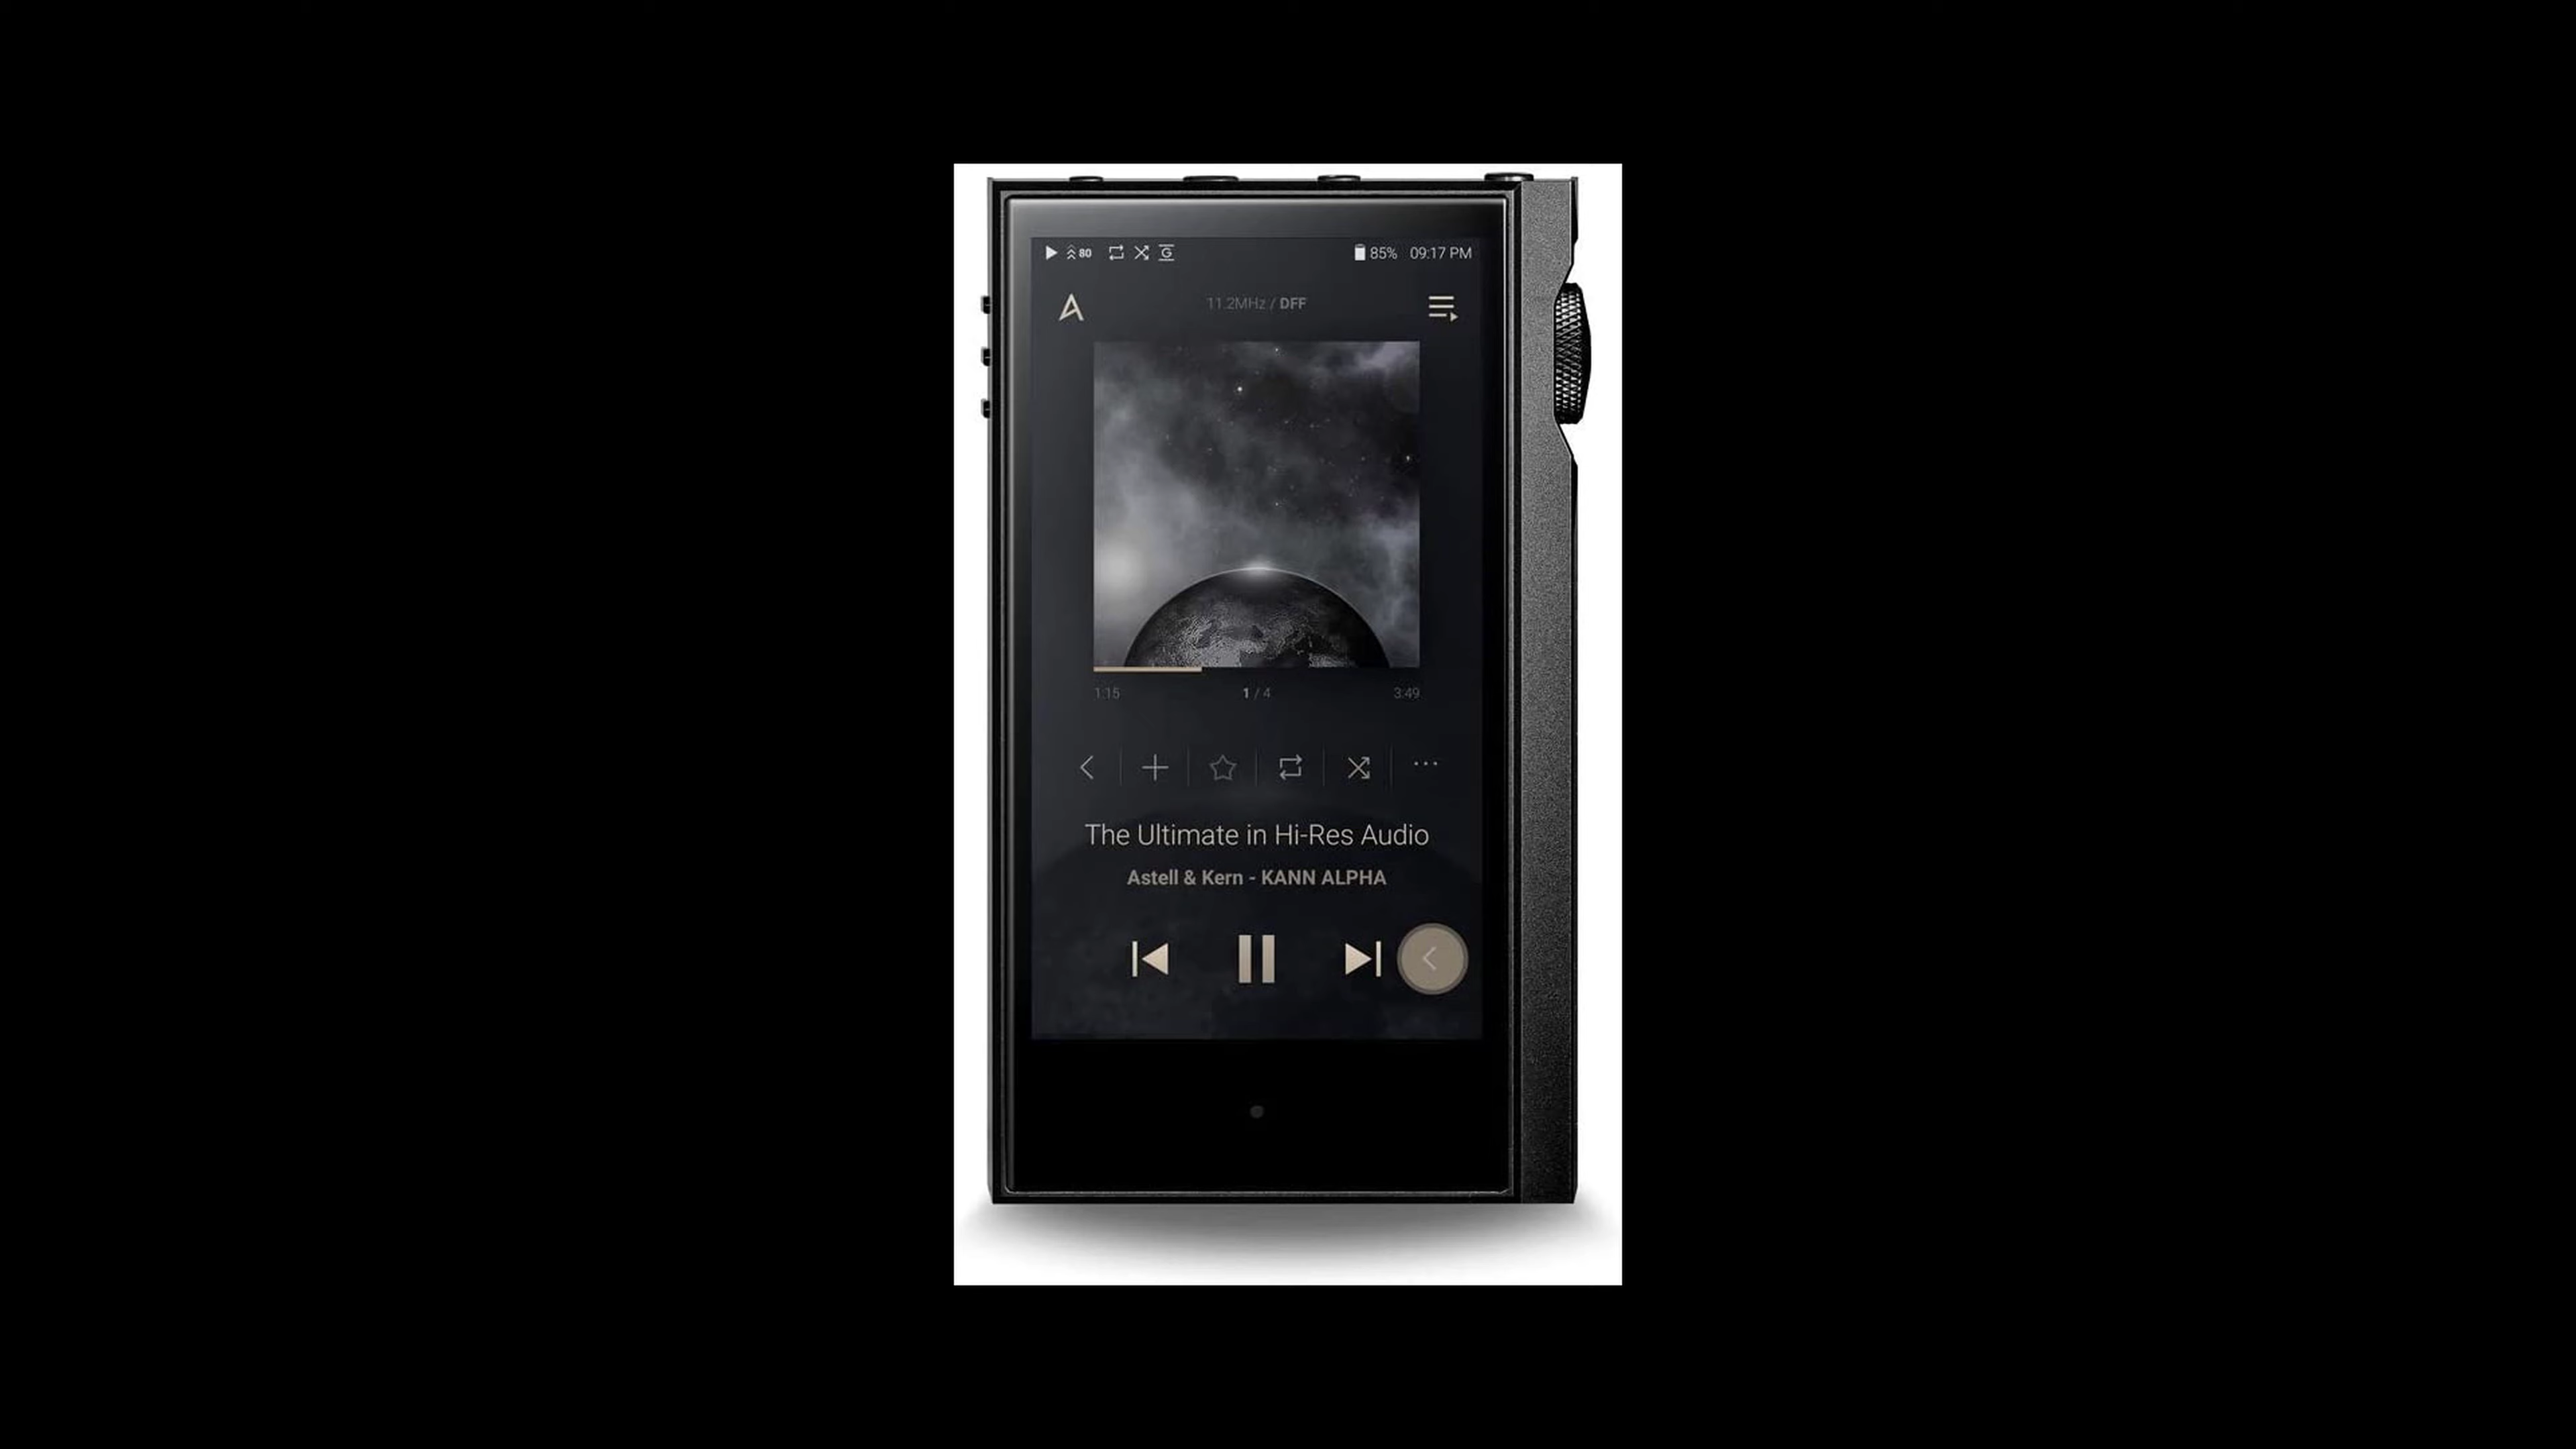 80 85% 09:17 PM
11.2MHz / DFF
1:15 1 / 4 3:49
The Ultimate in Hi-Res Audio
Astell & Kern - KANN ALPHA